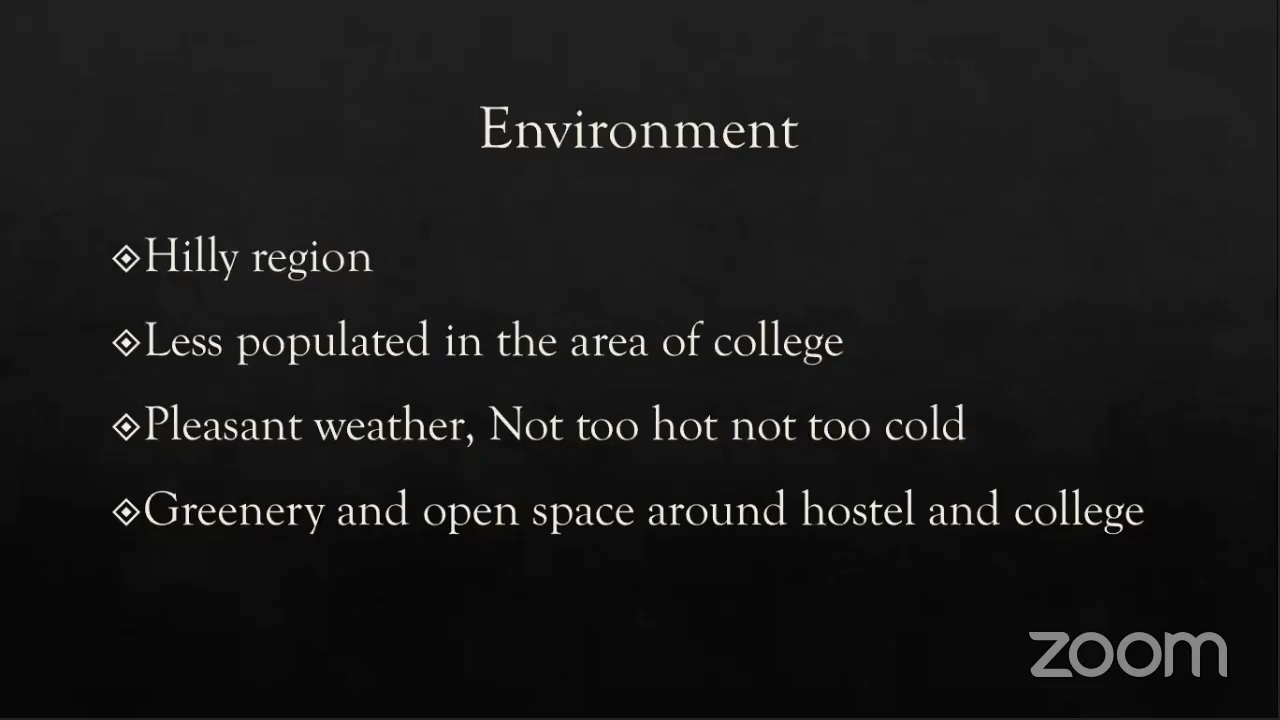 Environment
Hilly region
Less populated in the area of college
Pleasant weather, Not too hot not too cold
Greenery and open space around hostel and college
zoom